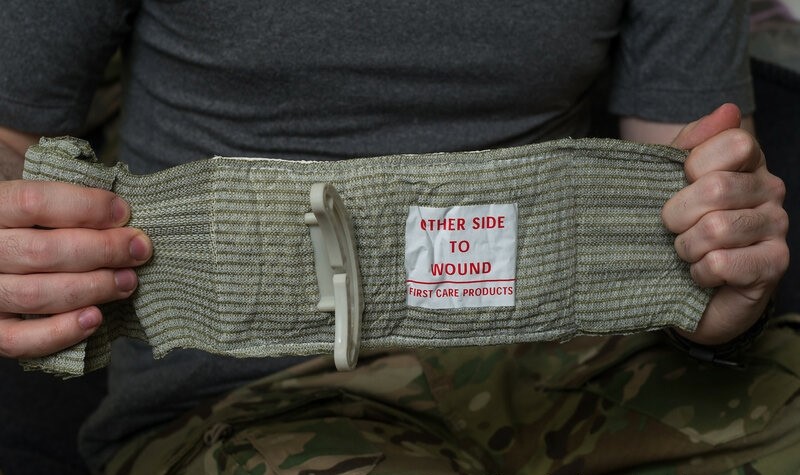 OTHER SIDE
TO
WOUND
FIRST CARE PRODUCTS